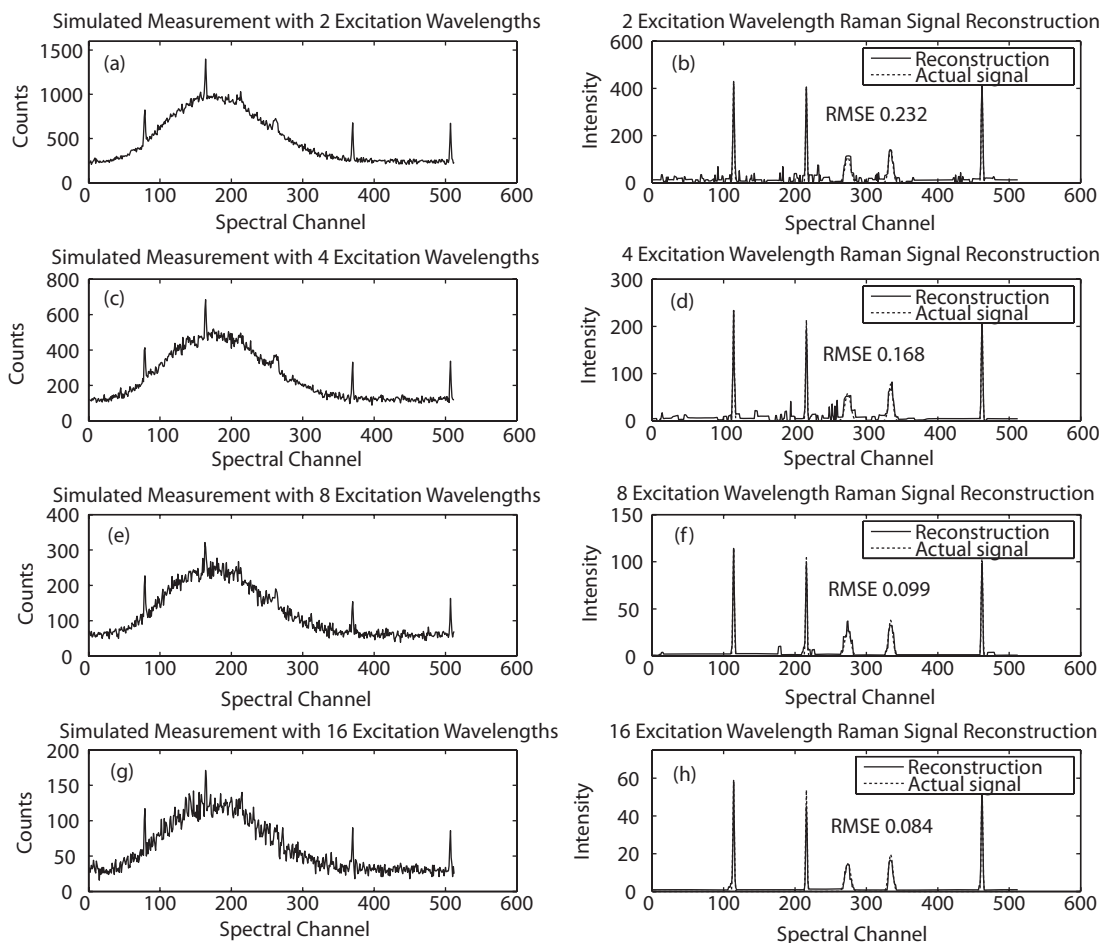 Simulated Measurement with 2 Excitation Wavelengths
(a)
1500
1000
500
0
Counts
0 100 200 300 400 500 600
Spectral Channel
2 Excitation Wavelength Raman Signal Reconstruction
(b)
Reconstruction
Actual signal
RMSE 0.232
600
400
200
0
Intensity
0 100 200 300 400 500 600
Spectral Channel
Simulated Measurement with 4 Excitation Wavelengths
(c)
800
600
400
200
0
Counts
0 100 200 300 400 500 600
Spectral Channel
4 Excitation Wavelength Raman Signal Reconstruction
(d)
Reconstruction
Actual signal
RMSE 0.168
300
200
100
0
Intensity
0 100 200 300 400 500 600
Spectral Channel
Simulated Measurement with 8 Excitation Wavelengths
(e)
400
300
200
100
0
Counts
0 100 200 300 400 500 600
Spectral Channel
8 Excitation Wavelength Raman Signal Reconstruction
(f)
Reconstruction
Actual signal
RMSE 0.099
150
100
50
0
Intensity
0 100 200 300 400 500 600
Spectral Channel
Simulated Measurement with 16 Excitation Wavelengths
(g)
200
150
100
50
0
Counts
0 100 200 300 400 500 600
Spectral Channel
16 Excitation Wavelength Raman Signal Reconstruction
(h)
Reconstruction
Actual signal
RMSE 0.084
60
40
20
0
Intensity
0 100 200 300 400 500 600
Spectral Channel